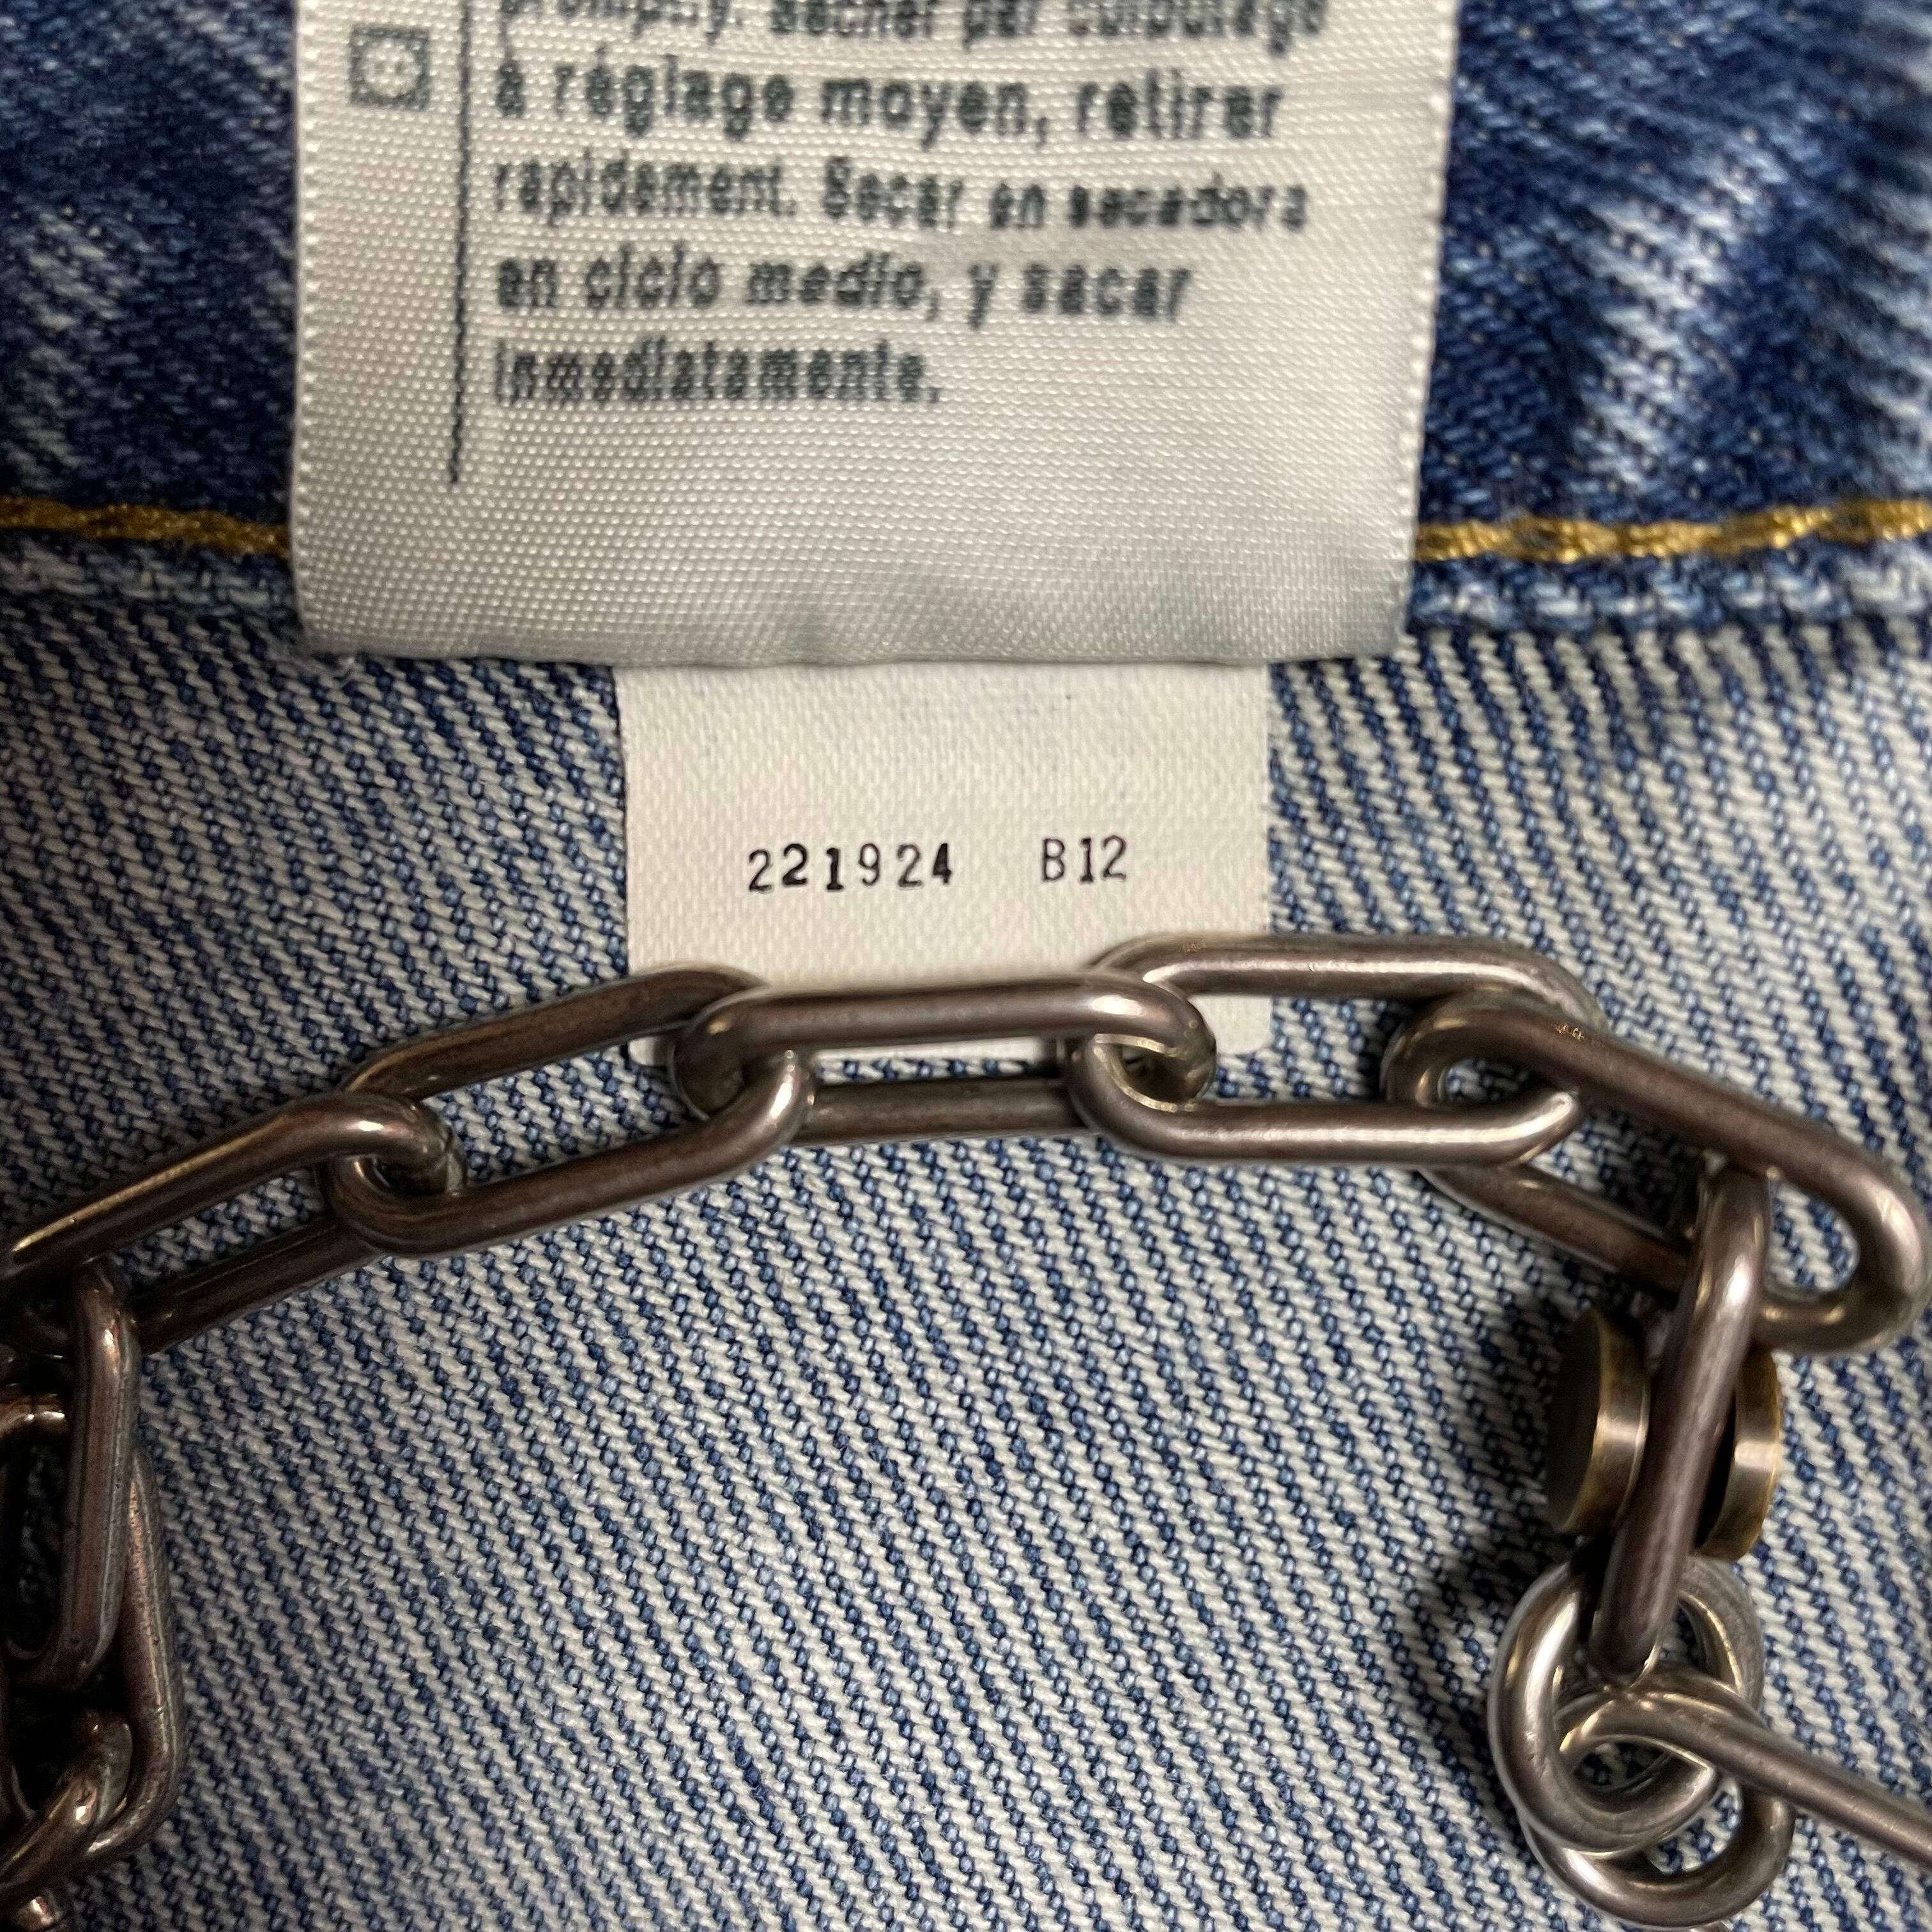 promptly. Sécher par culbutage
à réglage moyen, retirer
rapidement. Secar en secadora
en ciclo medio, y sacar
inmediatamente.
221924 B12